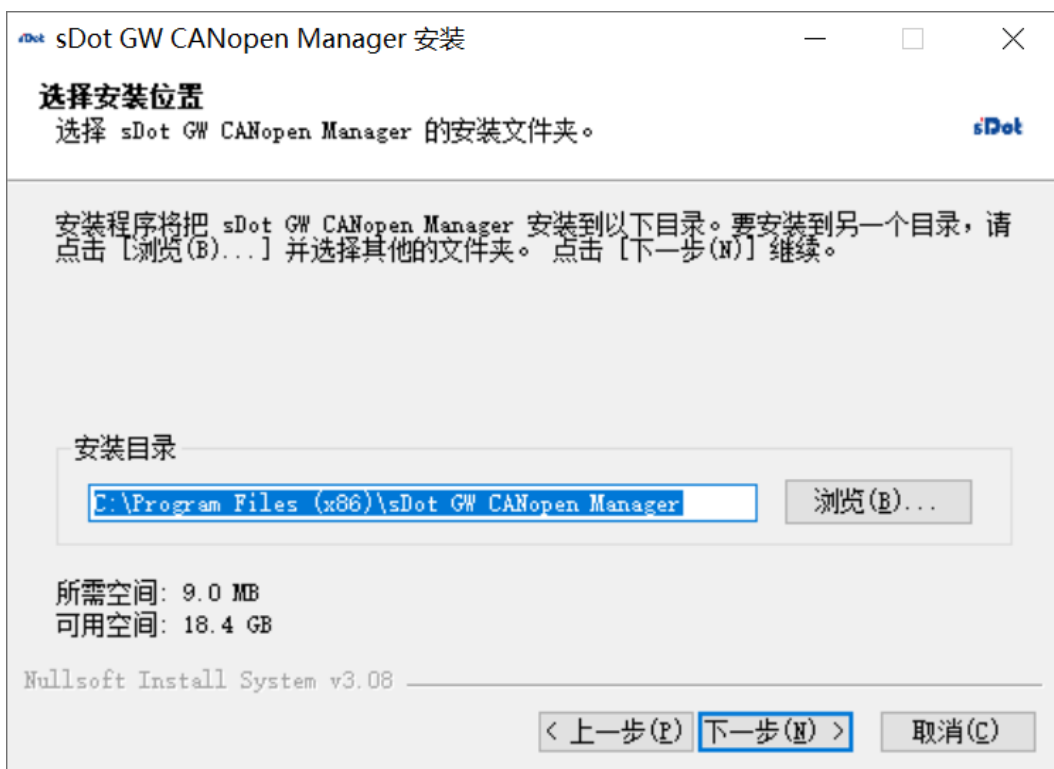 sDot sDot GW CANopen Manager 安装
选择安装位置
选择 sDot GW CANopen Manager 的安装文件夹。
sDot
安装程序将把 sDot GW CANopen Manager 安装到以下目录。要安装到另一个目录，请
点击 [浏览(B)...] 并选择其他的文件夹。 点击 [下一步(N)] 继续。
安装目录
C:\Program Files (x86)\sDot GW CANopen Manager
浏览(B)...
所需空间: 9.0 MB
可用空间: 18.4 GB
Nullsoft Install System v3.08
< 上一步(P) 下一步(N) > 取消(C)